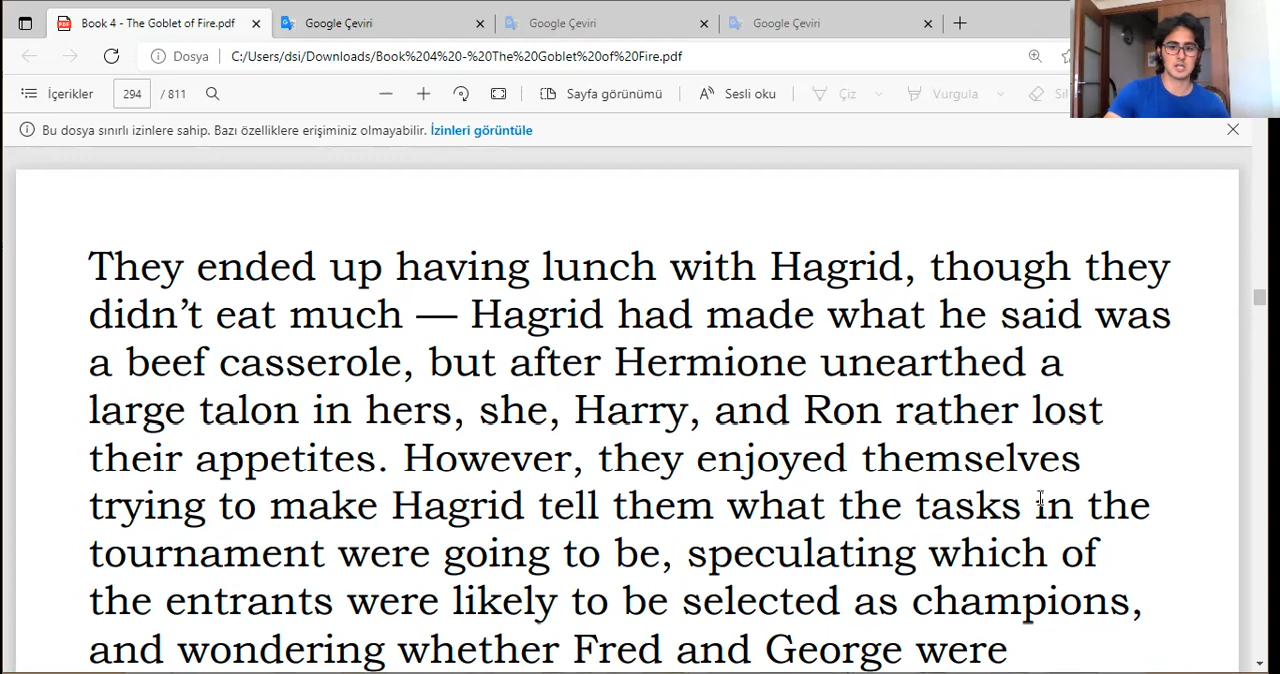 Book 4 - The Goblet of Fire.pdf
Google Çeviri
Google Çeviri
Google Çeviri
Dosya
C:/Users/dsi/Downloads/Book%204%20-%20The%20Goblet%20of%20Fire.pdf
İçerikler
294
/ 811
Sayfa görünümü
Sesli oku
Çiz
Vurgula
Bu dosya sınırlı izinlere sahip. Bazı özelliklere erişiminiz olmayabilir. İzinleri görüntüle
They ended up having lunch with Hagrid, though they
didn’t eat much — Hagrid had made what he said was
a beef casserole, but after Hermione unearthed a
large talon in hers, she, Harry, and Ron rather lost
their appetites. However, they enjoyed themselves
trying to make Hagrid tell them what the tasks in the
tournament were going to be, speculating which of
the entrants were likely to be selected as champions,
and wondering whether Fred and George were